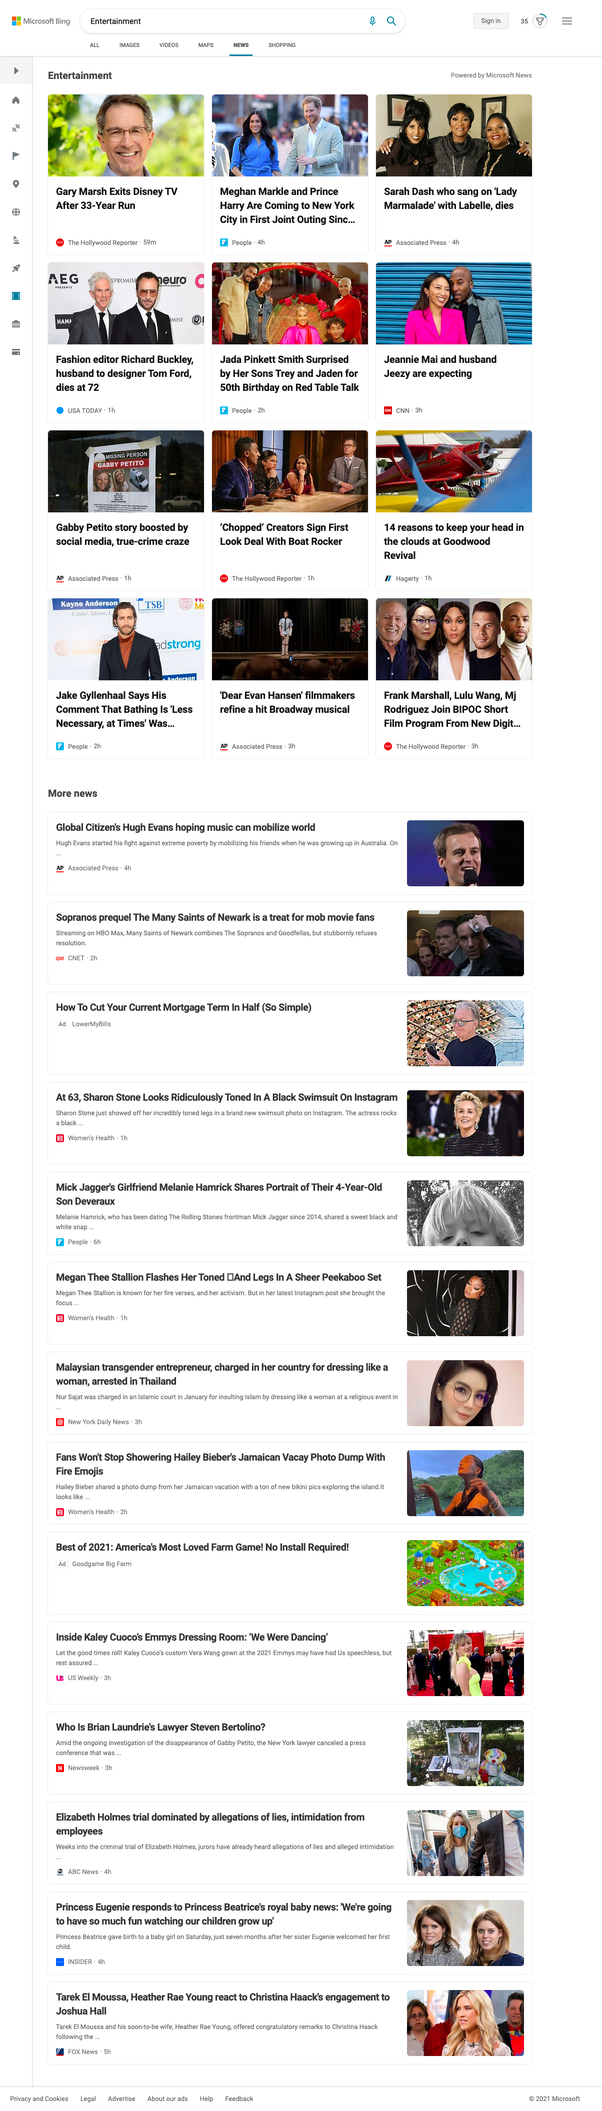 Microsoft Bing
Entertainment
Sign in
35
ALL IMAGES VIDEOS MAPS NEWS SHOPPING
Entertainment
Powered by Microsoft News
Gary Marsh Exits Disney TV
After 33-Year Run
The Hollywood Reporter · 59m
Meghan Markle and Prince
Harry Are Coming to New York
City in First Joint Outing Sinc...
People · 4h
Sarah Dash who sang on 'Lady
Marmalade' with Labelle, dies
AP Associated Press · 4h
AEG
PRESENTS
neuro
Fashion editor Richard Buckley,
husband to designer Tom Ford,
dies at 72
USA TODAY · 1h
Jada Pinkett Smith Surprised
by Her Sons Trey and Jaden for
50th Birthday on Red Table Talk
People · 2h
Jeannie Mai and husband
Jeezy are expecting
CNN · 3h
MISSING PERSON
GABBY PETITO
Gabby Petito story boosted by
social media, true-crime craze
AP Associated Press · 1h
‘Chopped’ Creators Sign First
Look Deal With Boat Rocker
The Hollywood Reporter · 1h
14 reasons to keep your head in
the clouds at Goodwood
Revival
Hagerty · 1h
Kayne Anderson
TSB
adstrong
Anderson
Jake Gyllenhaal Says His
Comment That Bathing Is 'Less
Necessary, at Times' Was...
People · 2h
'Dear Evan Hansen' filmmakers
refine a hit Broadway musical
AP Associated Press · 3h
Frank Marshall, Lulu Wang, Mj
Rodriguez Join BIPOC Short
Film Program From New Digit...
The Hollywood Reporter · 3h
More news
Global Citizen's Hugh Evans hoping music can mobilize world
Hugh Evans started his fight against extreme poverty by mobilizing his friends when he was growing up in Australia. On
...
AP Associated Press · 4h
Sopranos prequel The Many Saints of Newark is a treat for mob movie fans
Streaming on HBO Max, Many Saints of Newark combines The Sopranos and Goodfellas, but stubbornly refuses
resolution.
CNET · 2h
How To Cut Your Current Mortgage Term In Half (So Simple)
Ad LowerMyBills
At 63, Sharon Stone Looks Ridiculously Toned In A Black Swimsuit On Instagram
Sharon Stone just showed off her incredibly toned legs in a brand new swimsuit photo on Instagram. The actress rocks
a black ...
Women's Health · 1h
Mick Jagger's Girlfriend Melanie Hamrick Shares Portrait of Their 4-Year-Old
Son Deveraux
Melanie Hamrick, who has been dating The Rolling Stones frontman Mick Jagger since 2014, shared a sweet black and
white snap ...
People · 6h
Megan Thee Stallion Flashes Her Toned □And Legs In A Sheer Peekaboo Set
Megan Thee Stallion is known for her fire verses, and her activism. But in her latest Instagram post she brought the
focus ...
Women's Health · 1h
Malaysian transgender entrepreneur, charged in her country for dressing like a
woman, arrested in Thailand
Nur Sajat was charged in an Islamic court in January for insulting Islam by dressing like a woman at a religious event in
...
New York Daily News · 3h
Fans Won't Stop Showering Hailey Bieber's Jamaican Vacay Photo Dump With
Fire Emojis
Hailey Bieber shared a photo dump from her Jamaican vacation with a ton of new bikini pics exploring the island.It
looks like ...
Women's Health · 2h
Best of 2021: America's Most Loved Farm Game! No Install Required!
Ad Goodgame Big Farm
Inside Kaley Cuoco’s Emmys Dressing Room: ‘We Were Dancing’
Let the good times roll! Kaley Cuoco’s custom Vera Wang gown at the 2021 Emmys may have had Us speechless, but
rest assured ...
US Weekly · 3h
Who Is Brian Laundrie's Lawyer Steven Bertolino?
Amid the ongoing investigation of the disappearance of Gabby Petito, the New York lawyer canceled a press
conference that was ...
Newsweek · 3h
Elizabeth Holmes trial dominated by allegations of lies, intimidation from
employees
Weeks into the criminal trial of Elizabeth Holmes, jurors have already heard allegations of lies and alleged intimidation
...
ABC News · 4h
Princess Eugenie responds to Princess Beatrice's royal baby news: 'We're going
to have so much fun watching our children grow up'
Princess Beatrice gave birth to a baby girl on Saturday, just seven months after her sister Eugenie welcomed her first
child.
INSIDER · 4h
Tarek El Moussa, Heather Rae Young react to Christina Haack's engagement to
Joshua Hall
Tarek El Moussa and his soon-to-be wife, Heather Rae Young, offered congratulatory remarks to Christina Haack
following the ...
FOX News · 5h
Privacy and Cookies Legal Advertise About our ads Help Feedback
© 2021 Microsoft